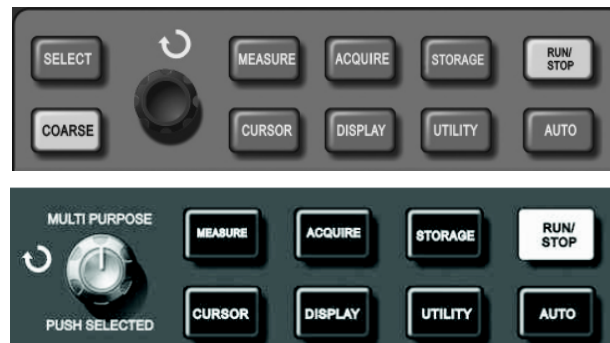 SELECT
MEASURE
ACQUIRE
STORAGE
RUN/
STOP
COARSE
CURSOR
DISPLAY
UTILITY
AUTO
MULTI PURPOSE
MEASURE
ACQUIRE
STORAGE
RUN/
STOP
PUSH SELECTED
CURSOR
DISPLAY
UTILITY
AUTO